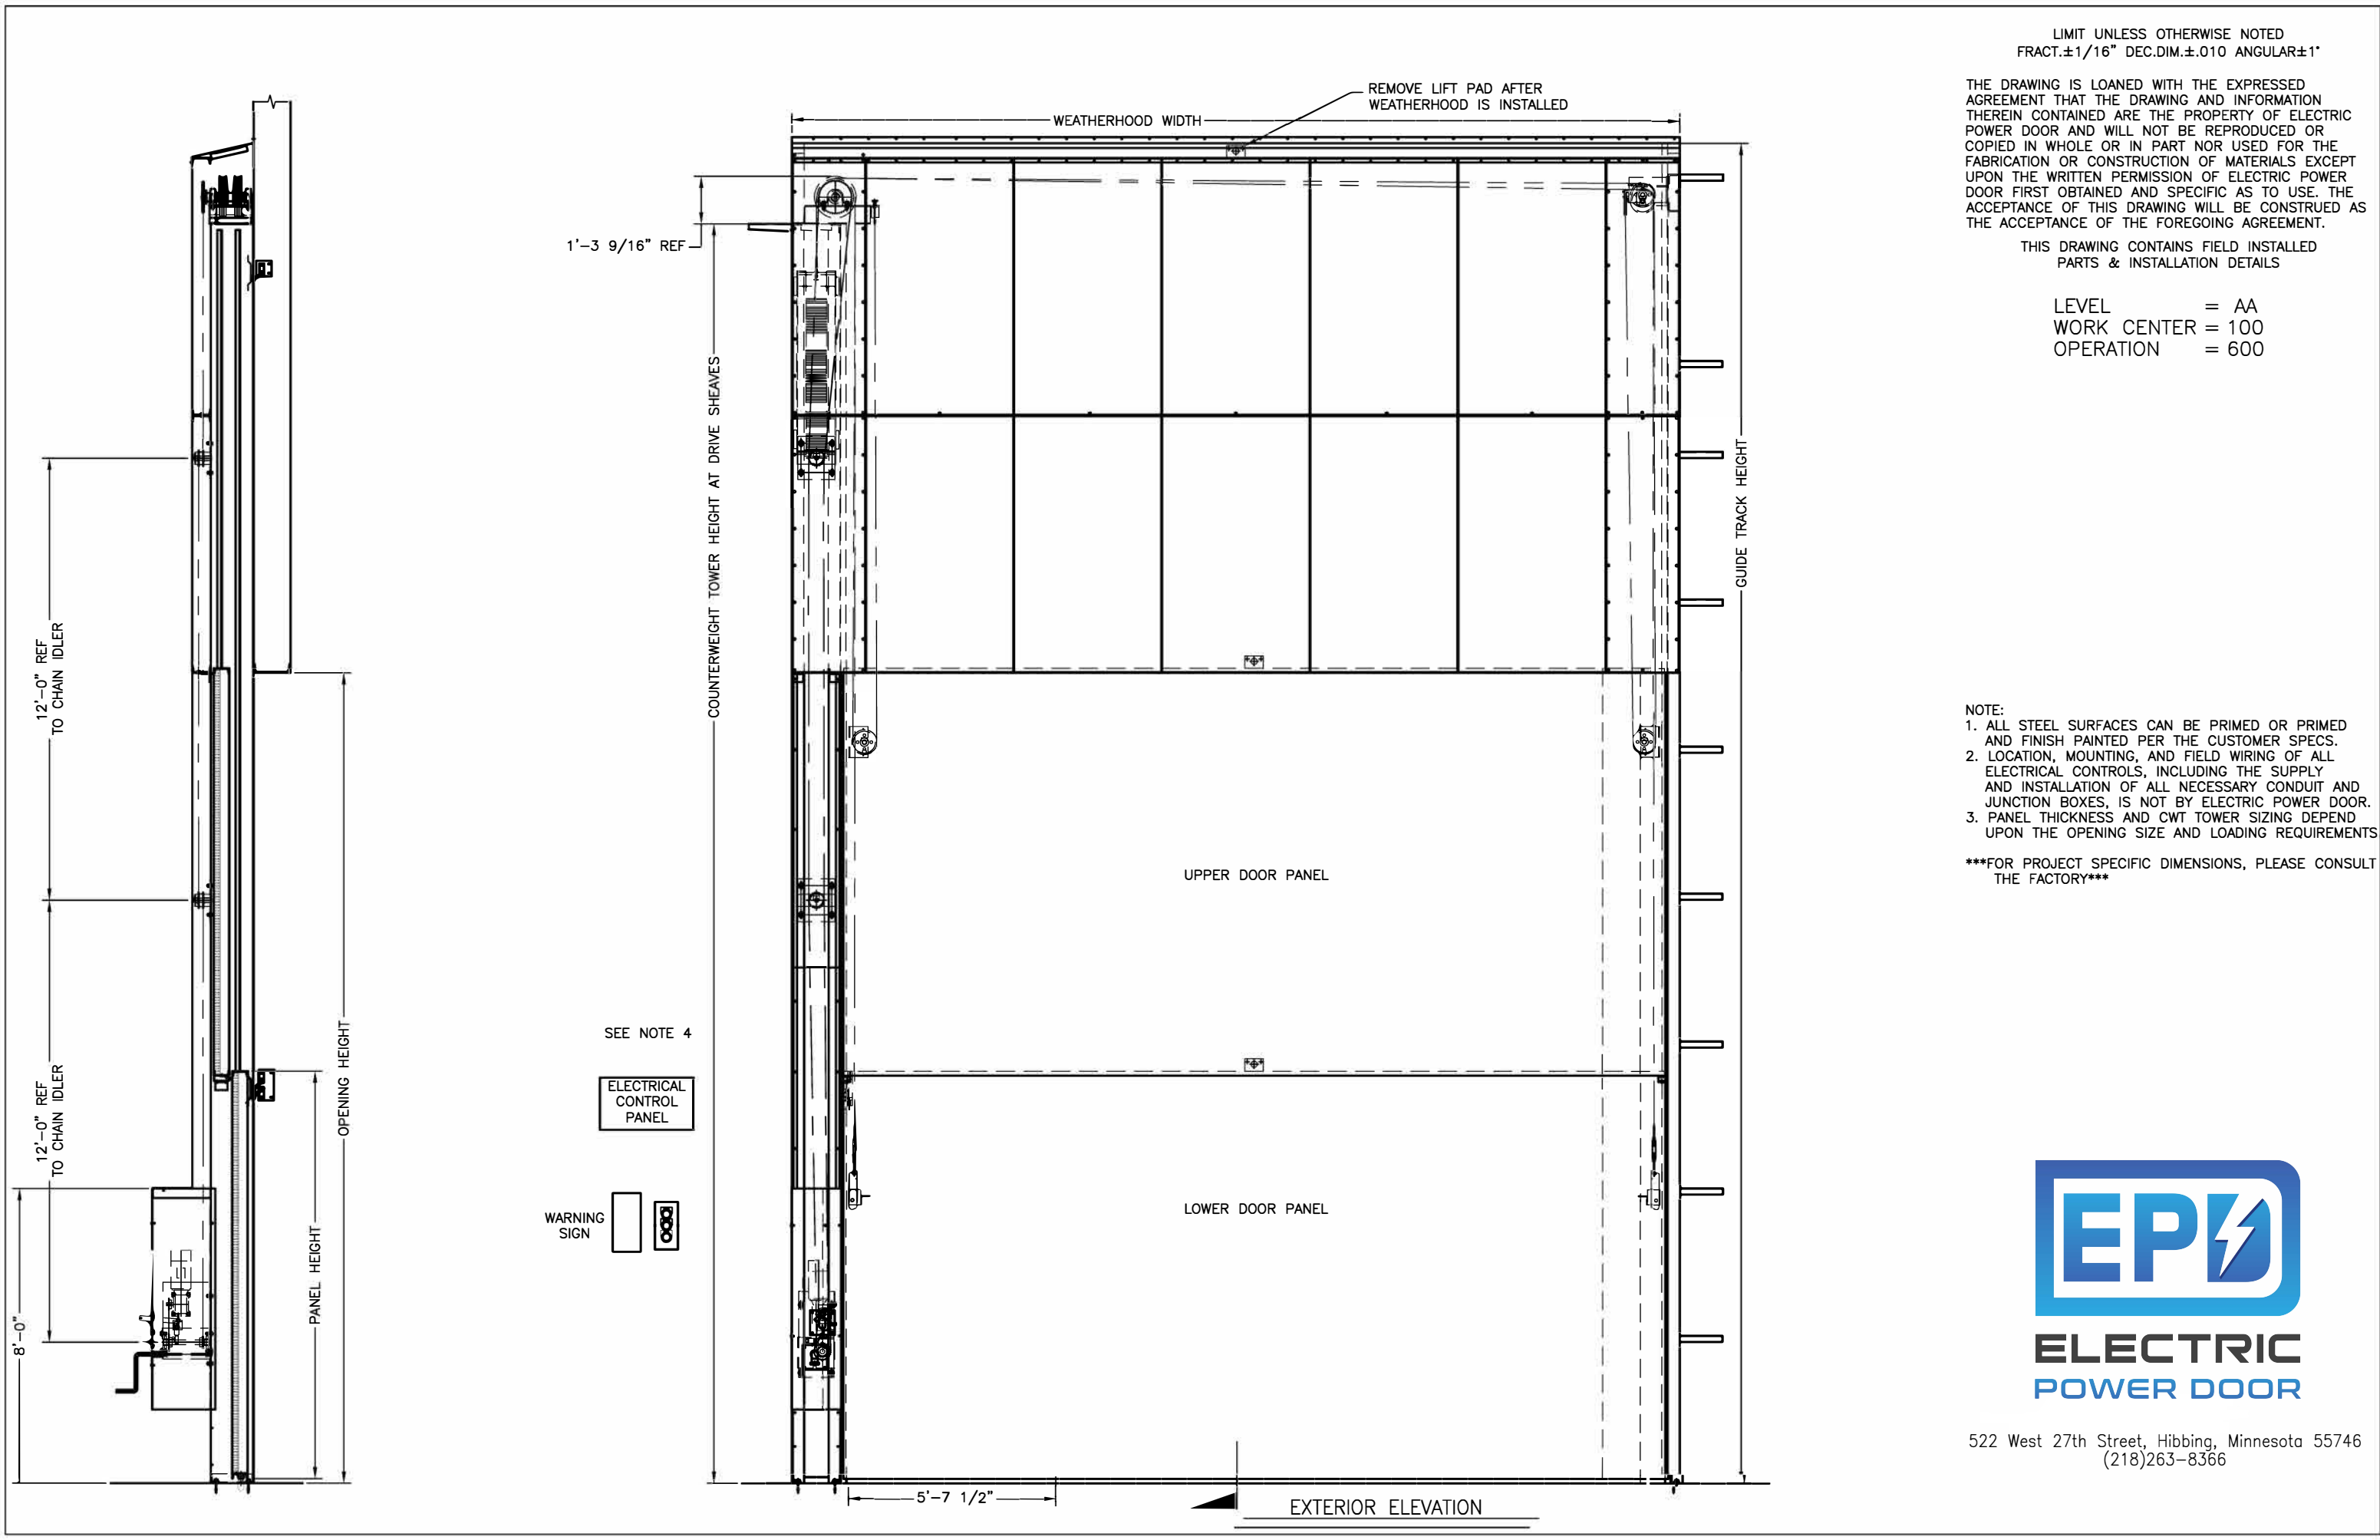 LIMIT UNLESS OTHERWISE NOTED
FRACT.±1/16" DEC.DIM.±.010 ANGULAR±1°
THE DRAWING IS LOANED WITH THE EXPRESSED
AGREEMENT THAT THE DRAWING AND INFORMATION
THEREIN CONTAINED ARE THE PROPERTY OF ELECTRIC
POWER DOOR AND WILL NOT BE REPRODUCED OR
COPIED IN WHOLE OR IN PART NOR USED FOR THE
FABRICATION OR CONSTRUCTION OF MATERIALS EXCEPT
UPON THE WRITTEN PERMISSION OF ELECTRIC POWER
DOOR FIRST OBTAINED AND SPECIFIC AS TO USE. THE
ACCEPTANCE OF THIS DRAWING WILL BE CONSTRUED AS
THE ACCEPTANCE OF THE FOREGOING AGREEMENT.
THIS DRAWING CONTAINS FIELD INSTALLED
PARTS & INSTALLATION DETAILS
LEVEL = AA
WORK CENTER = 100
OPERATION = 600
REMOVE LIFT PAD AFTER
WEATHERHOOD IS INSTALLED
WEATHERHOOD WIDTH
1'-3 9/16" REF
COUNTERWEIGHT TOWER HEIGHT AT DRIVE SHEAVES
GUIDE TRACK HEIGHT
12'-0" REF
TO CHAIN IDLER
12'-0" REF
TO CHAIN IDLER
8'-0"
OPENING HEIGHT
PANEL HEIGHT
SEE NOTE 4
ELECTRICAL
CONTROL
PANEL
WARNING
SIGN
UPPER DOOR PANEL
LOWER DOOR PANEL
5'-7 1/2"
EXTERIOR ELEVATION
NOTE:
1. ALL STEEL SURFACES CAN BE PRIMED OR PRIMED
AND FINISH PAINTED PER THE CUSTOMER SPECS.
2. LOCATION, MOUNTING, AND FIELD WIRING OF ALL
ELECTRICAL CONTROLS, INCLUDING THE SUPPLY
AND INSTALLATION OF ALL NECESSARY CONDUIT AND
JUNCTION BOXES, IS NOT BY ELECTRIC POWER DOOR.
3. PANEL THICKNESS AND CWT TOWER SIZING DEPEND
UPON THE OPENING SIZE AND LOADING REQUIREMENTS
***FOR PROJECT SPECIFIC DIMENSIONS, PLEASE CONSULT
THE FACTORY***
EPD
ELECTRIC
POWER DOOR
522 West 27th Street, Hibbing, Minnesota 55746
(218)263-8366